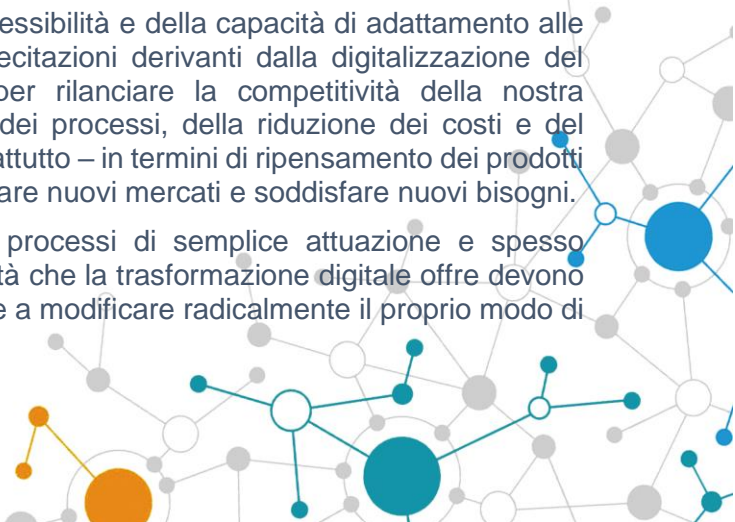 essibilità e della capacità di adattamento alle
ecitazioni derivanti dalla digitalizzazione del
per rilanciare la competitività della nostra
dei processi, della riduzione dei costi e del
attutto – in termini di ripensamento dei prodotti
are nuovi mercati e soddisfare nuovi bisogni.
processi di semplice attuazione e spesso
tà che la trasformazione digitale offre devono
e a modificare radicalmente il proprio modo di